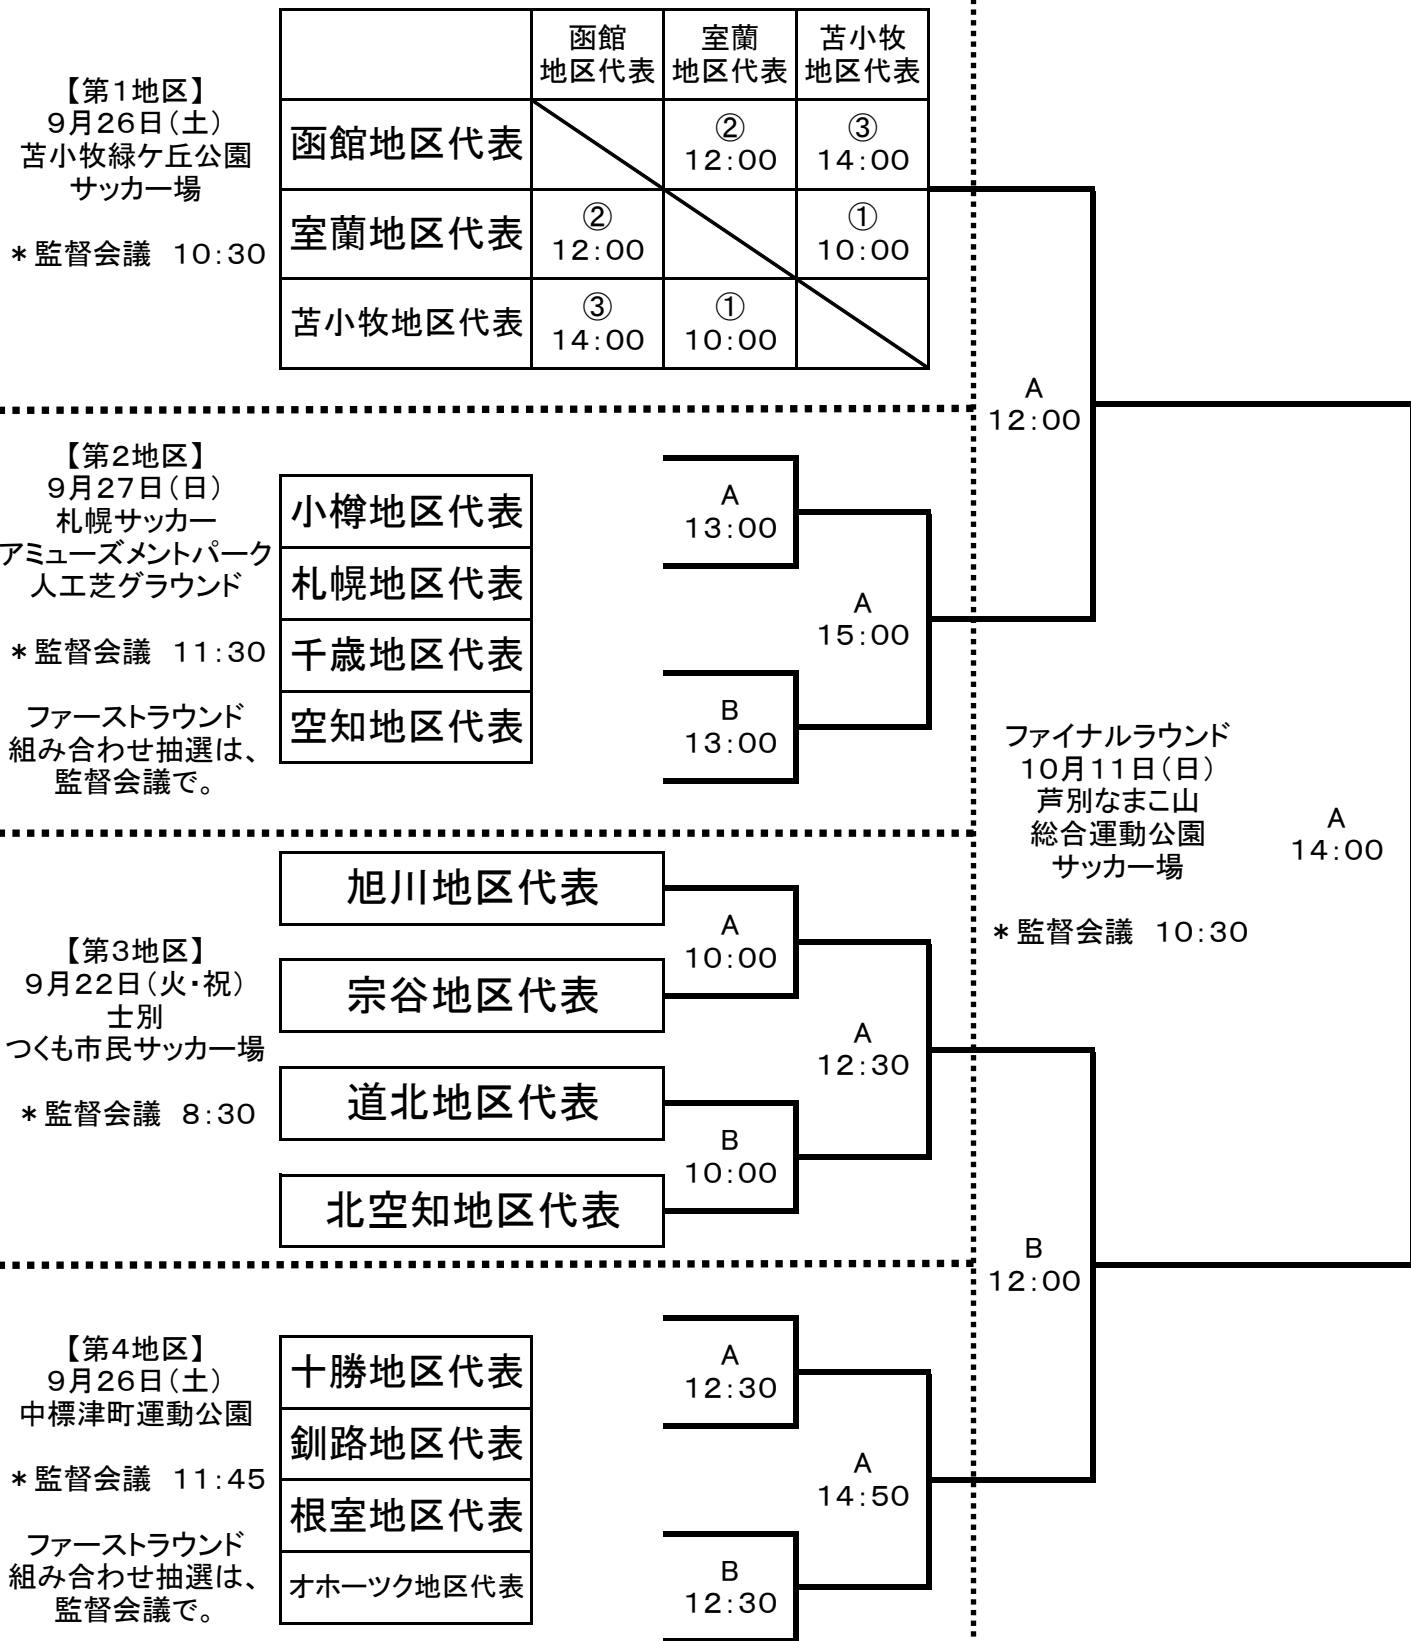 函館
地区代表
室蘭
地区代表
苫小牧
地区代表
【第1地区】
9月26日(土)
苫小牧緑ケ丘公園
サッカー場
*監督会議 10:30
函館地区代表
②
12:00
③
14:00
室蘭地区代表
②
12:00
①
10:00
苫小牧地区代表
③
14:00
①
10:00
A
12:00
【第2地区】
9月27日(日)
札幌サッカー
アミューズメントパーク
人工芝グラウンド
*監督会議 11:30
ファーストラウンド
組み合わせ抽選は、
監督会議で。
小樽地区代表
札幌地区代表
千歳地区代表
空知地区代表
A
13:00
A
15:00
B
13:00
ファイナルラウンド
10月11日(日)
芦別なまこ山
総合運動公園
サッカー場
*監督会議 10:30
A
14:00
【第3地区】
9月22日(火・祝)
士別
つくも市民サッカー場
*監督会議 8:30
旭川地区代表
宗谷地区代表
道北地区代表
北空知地区代表
A
10:00
A
12:30
B
10:00
B
12:00
【第4地区】
9月26日(土)
中標津町運動公園
*監督会議 11:45
ファーストラウンド
組み合わせ抽選は、
監督会議で。
十勝地区代表
釧路地区代表
根室地区代表
オホーツク地区代表
A
12:30
A
14:50
B
12:30